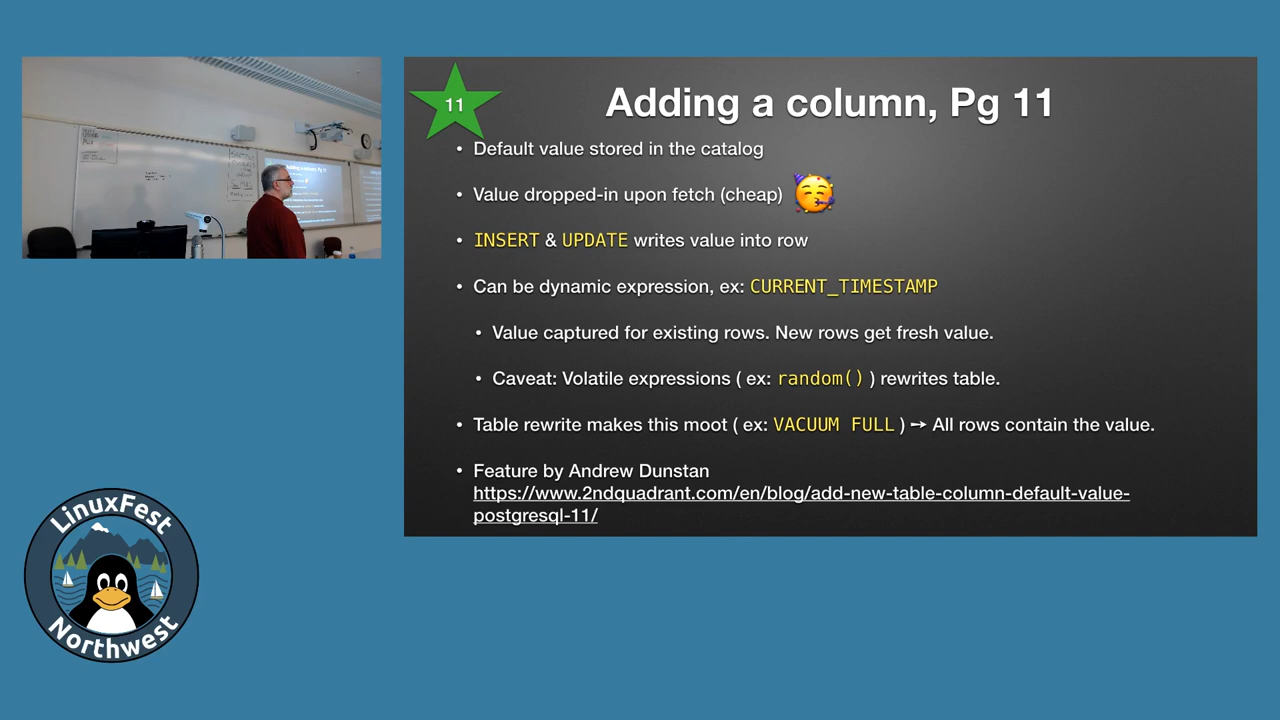 11
Adding a column, Pg 11
• Default value stored in the catalog
• Value dropped-in upon fetch (cheap)
• INSERT & UPDATE writes value into row
• Can be dynamic expression, ex: CURRENT_TIMESTAMP
• Value captured for existing rows. New rows get fresh value.
• Caveat: Volatile expressions ( ex: random() ) rewrites table.
• Table rewrite makes this moot ( ex: VACUUM FULL ) ➙ All rows contain the value.
• Feature by Andrew Dunstan
https://www.2ndquadrant.com/en/blog/add-new-table-column-default-value-
postgresql-11/
Adding a column, Pg 11
LinuxFest
Northwest